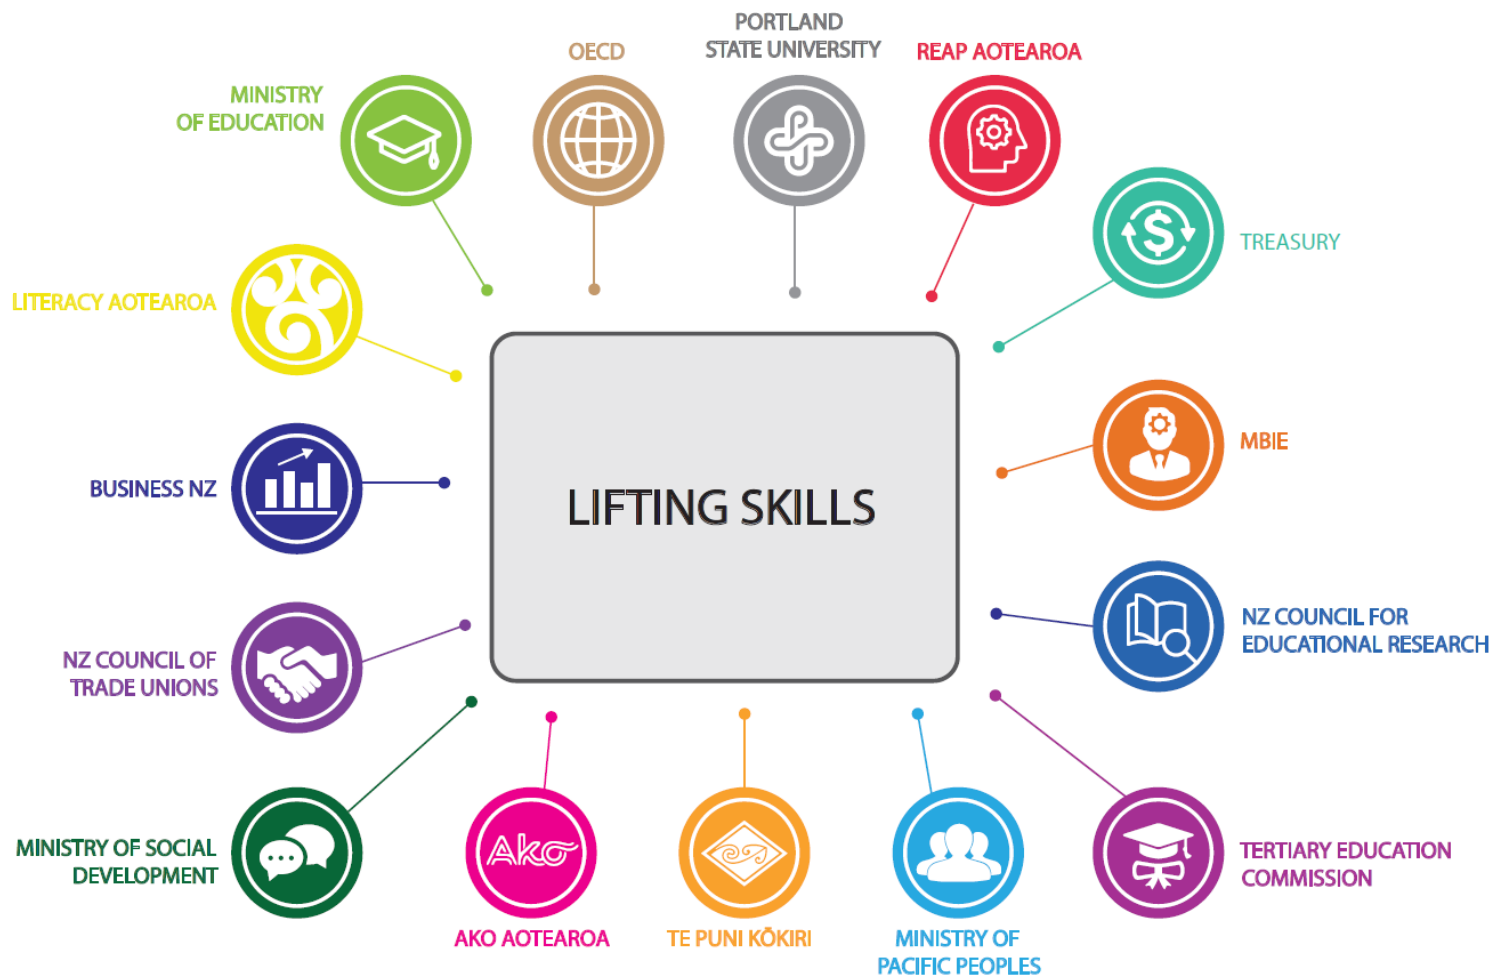 PORTLAND
STATE UNIVERSITY
OECD
REAP AOTEAROA
MINISTRY
OF EDUCATION
TREASURY
LITERACY AOTEAROA
MBIE
BUSINESS NZ
LIFTING SKILLS
NZ COUNCIL FOR
EDUCATIONAL RESEARCH
NZ COUNCIL OF
TRADE UNIONS
MINISTRY OF SOCIAL
DEVELOPMENT
Ako
TERTIARY EDUCATION
COMMISSION
AKO AOTEAROA
TE PUNI KŌKIRI
MINISTRY OF
PACIFIC PEOPLES